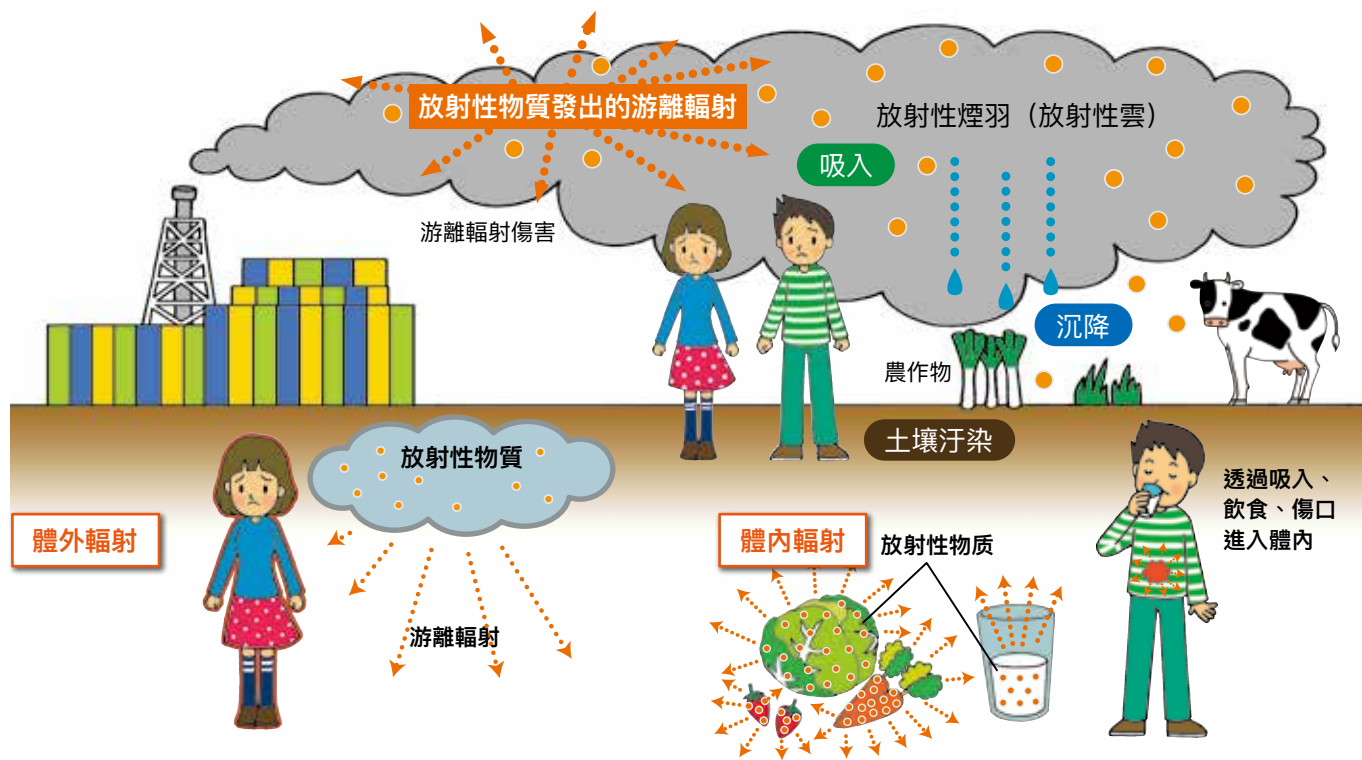 放射性物質發出的游離輻射
放射性煙羽（放射性雲）
吸入
游離輻射傷害
沉降
農作物
土壤汙染
放射性物質
體外輻射
游離輻射
體內輻射
放射性物质
透過吸入、
飲食、傷口
進入體內